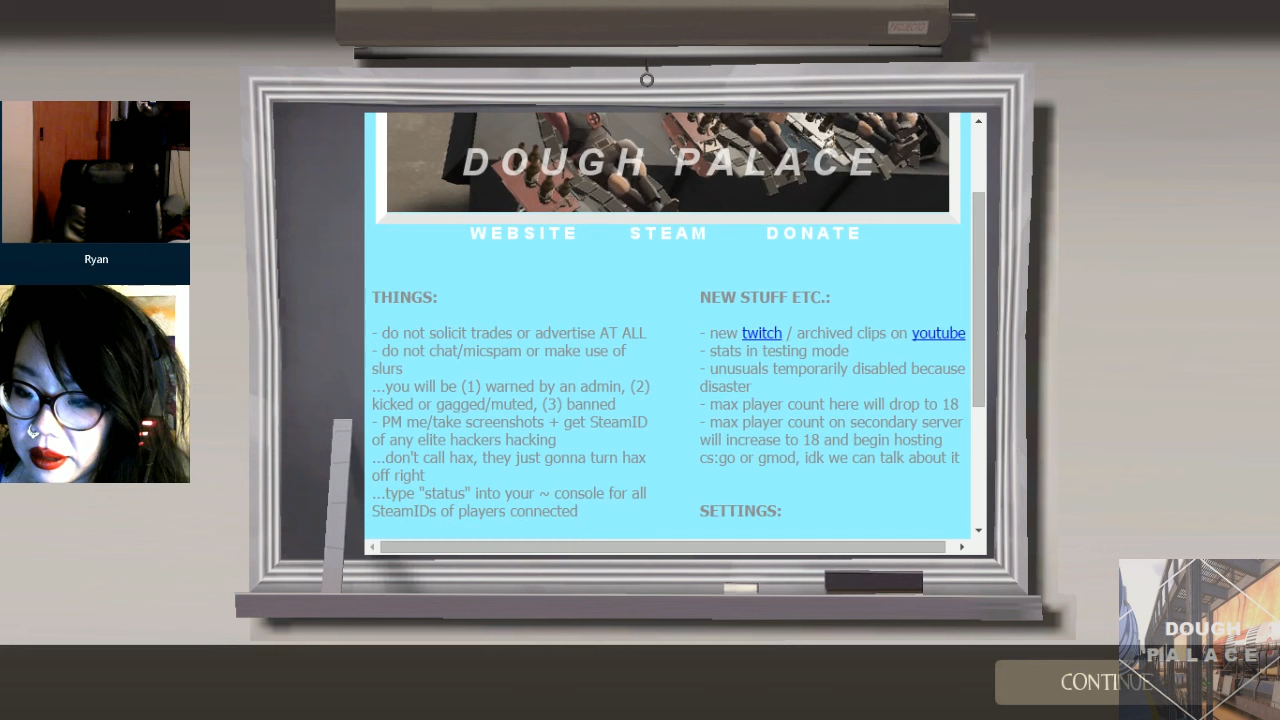 DOUGH PALACE
WEBSITE STEAM DONATE
Ryan
THINGS:
- do not solicit trades or advertise AT ALL
- do not chat/micspam or make use of
slurs
...you will be (1) warned by an admin, (2)
kicked or gagged/muted, (3) banned
- PM me/take screenshots + get SteamID
of any elite hackers hacking
...don't call hax, they just gonna turn hax
off right
...type "status" into your ~ console for all
SteamIDs of players connected
NEW STUFF ETC.:
- new twitch / archived clips on youtube
- stats in testing mode
- unusuals temporarily disabled because
disaster
- max player count here will drop to 18
- max player count on secondary server
will increase to 18 and begin hosting
cs:go or gmod, idk we can talk about it
SETTINGS:
DOUGH
PALACE
CONTINUE